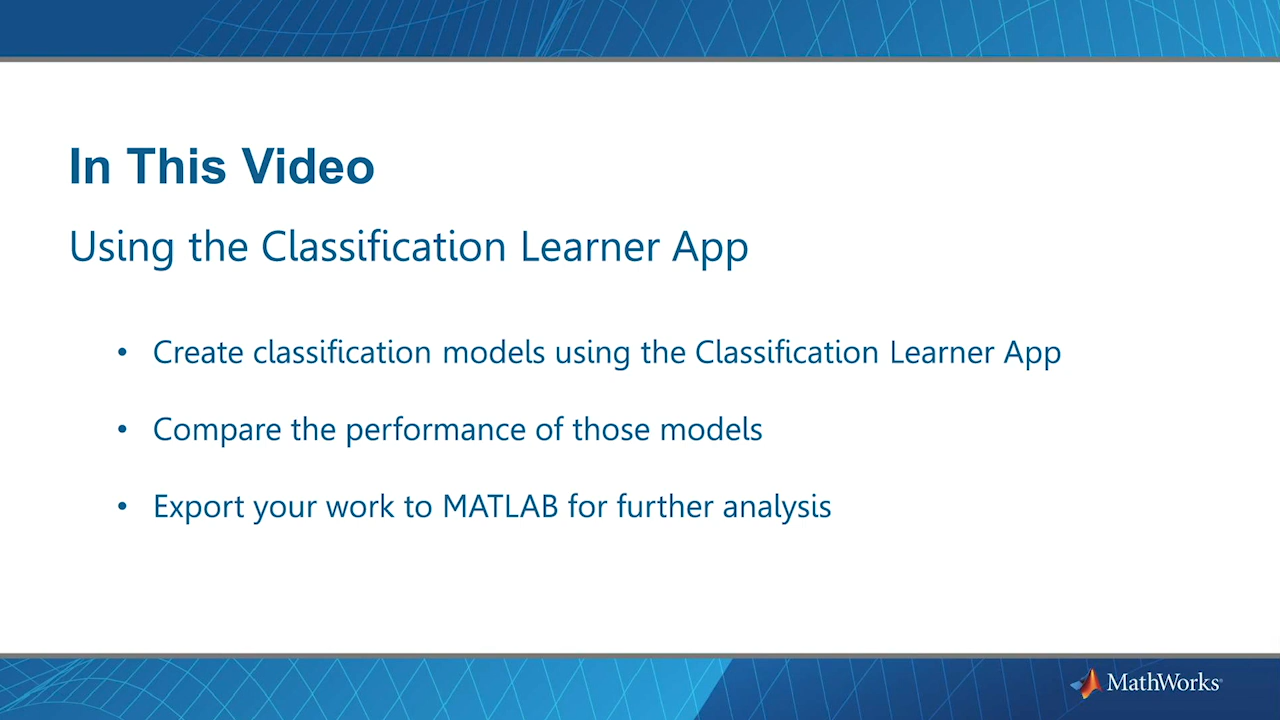 In This Video
Using the Classification Learner App
• Create classification models using the Classification Learner App
• Compare the performance of those models
• Export your work to MATLAB for further analysis
MathWorks®